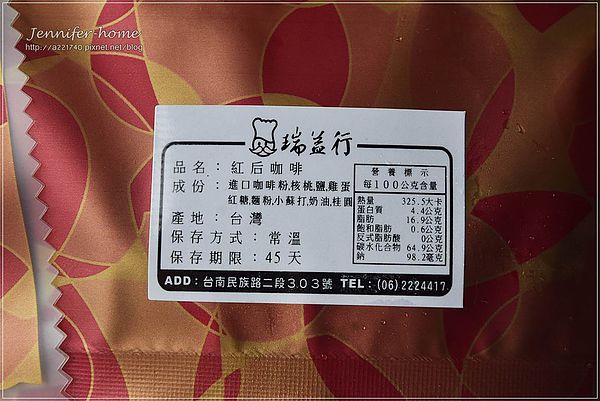 Jennifer-home
http://a221740.pixnet.net/blog
瑞益行
品名：紅后咖啡
成份：進口咖啡粉,核桃,鹽,雞蛋
紅糖,麵粉,小蘇打,奶油,桂圓
產地：台灣
保存方式：常溫
保存期限：45天
營養標示
每100公克含量
熱量 325.5大卡
蛋白質 4.4公克
脂肪 16.9公克
飽和脂肪 0.6公克
反式脂肪酸 0公克
碳水化合物 64.9公克
鈉 98.2毫克
ADD：台南民族路二段303號 TEL：(06)2224417
Jennifer-Home